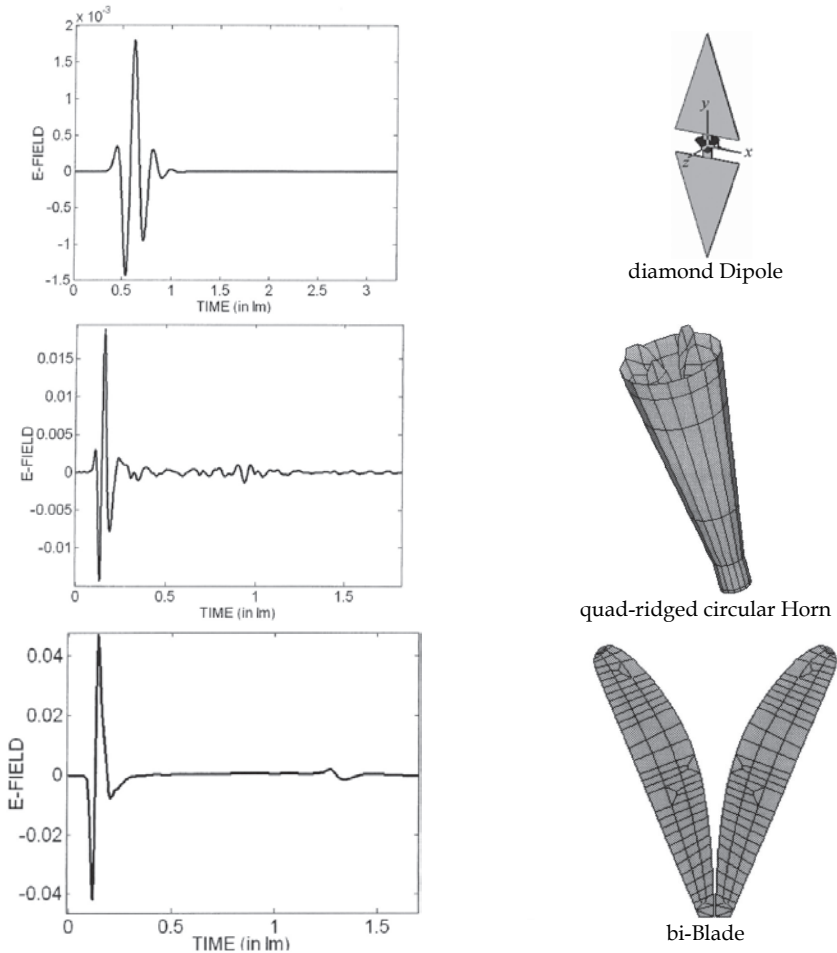 x 10⁻³
2
1.5
1
0.5
0
-0.5
-1
-1.5
0 0.5 1 1.5 2 2.5 3
E-FIELD
TIME (in lm)
y
x
z
diamond Dipole
0.015
0.01
0.005
0
-0.005
-0.01
0 0.5 1 1.5
E-FIELD
TIME (in lm)
quad-ridged circular Horn
0.04
0.02
0
-0.02
-0.04
0 0.5 1 1.5
E-FIELD
TIME (in lm)
bi-Blade